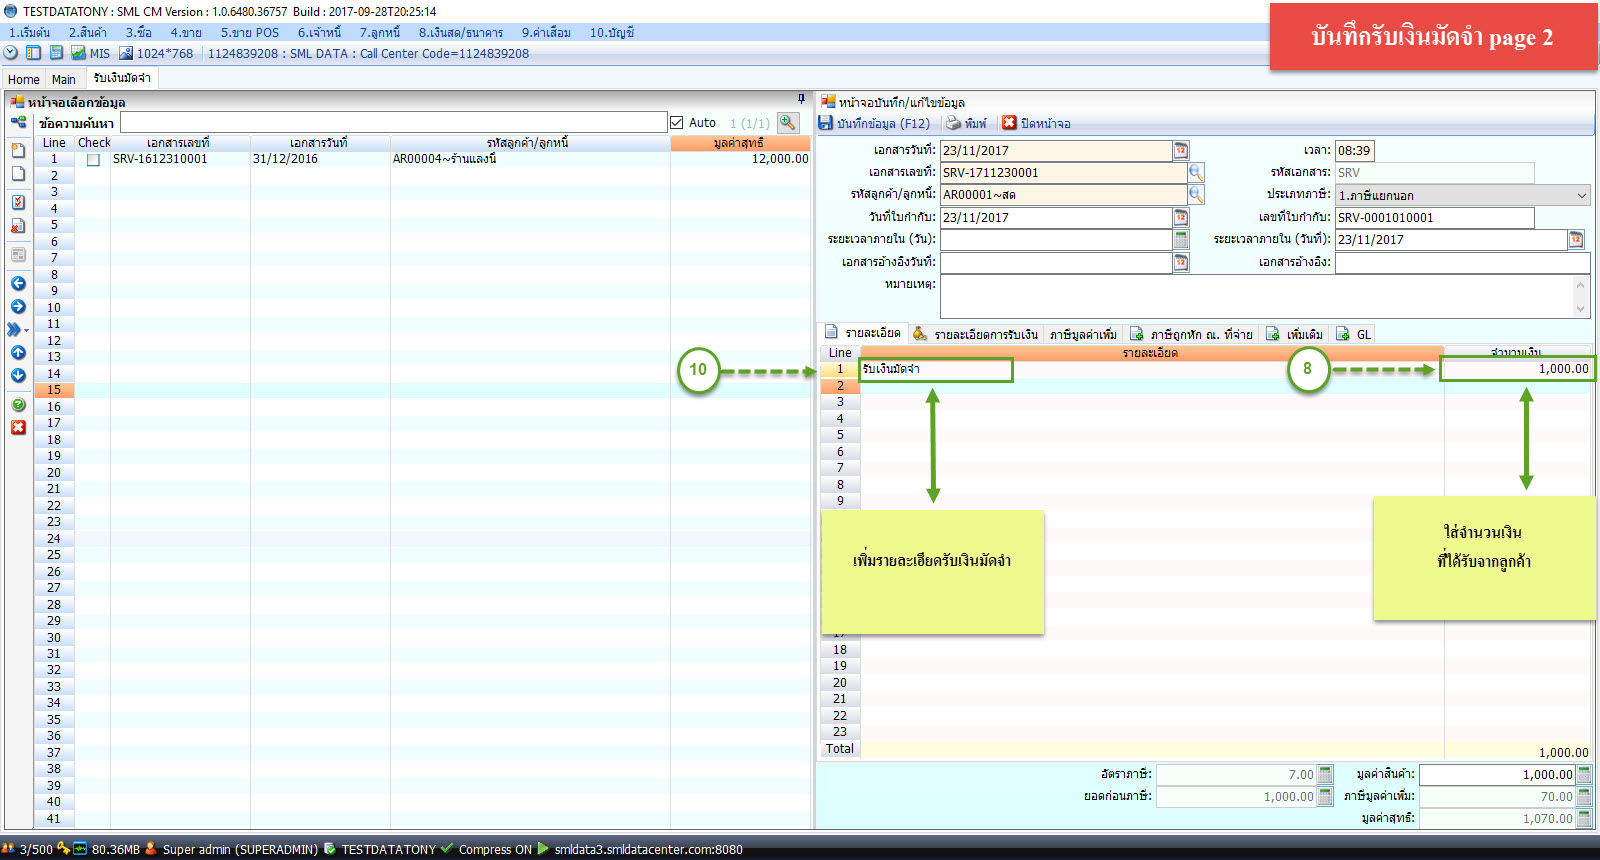 TESTDATATONY : SML CM Version : 1.0.6480.36757 Build : 2017-09-28T20:25:14
บันทึกรับเงินมัดจำ page 2
1.เริ่มต้น 2.สินค้า 3.ซื้อ 4.ขาย 5.ขาย POS 6.เจ้าหนี้ 7.ลูกหนี้ 8.เงินสด/ธนาคาร 9.ค่าเสื่อม 10.บัญชี
MIS 1024*768 1124839208 : SML DATA : Call Center Code=1124839208
Home Main รับเงินมัดจำ
หน้าจอเลือกข้อมูล
ข้อความค้นหา Auto 1 (1/1)
Line Check เอกสารเลขที่ เอกสารวันที่ รหัสลูกค้า/ลูกหนี้ มูลค่าสุทธิ
1 SRV-1612310001 31/12/2016 AR00004~ร้านแลงนี้ 12,000.00
2
3
4
5
6
7
8
9
10
11
12
13
14
15
16
17
18
19
20
21
22
23
24
25
26
27
28
29
30
31
32
33
34
35
36
37
38
39
40
41
หน้าจอบันทึก/แก้ไขข้อมูล
บันทึกข้อมูล (F12) พิมพ์ ปิดหน้าจอ
เอกสารวันที่: 23/11/2017 เวลา: 08:39
เอกสารเลขที่: SRV-1711230001 รหัสเอกสาร: SRV
รหัสลูกค้า/ลูกหนี้: AR00001~สด ประเภทภาษี: 1.ภาษีแยกนอก
วันที่ใบกำกับ: 23/11/2017 เลขที่ใบกำกับ: SRV-0001010001
ระยะเวลาภายใน (วัน): ระยะเวลาภายใน (วันที่): 23/11/2017
เอกสารอ้างอิงวันที่: เอกสารอ้างอิง:
หมายเหตุ:
รายละเอียด รายละเอียดการรับเงิน ภาษีมูลค่าเพิ่ม ภาษีถูกหัก ณ. ที่จ่าย เพิ่มเติม GL
Line รายละเอียด จำนวนเงิน
10 1 รับเงินมัดจำ 8 1,000.00
2
3
4
5
6
7
8
9
เพิ่มรายละเอียดรับเงินมัดจำ
ใส่จำนวนเงิน
ที่ได้รับจากลูกค้า
17
18
19
20
21
22
23
Total 1,000.00
อัตราภาษี: 7.00 มูลค่าสินค้า: 1,000.00
ยอดก่อนภาษี: 1,000.00 ภาษีมูลค่าเพิ่ม: 70.00
มูลค่าสุทธิ: 1,070.00
3/500 80.36MB Super admin (SUPERADMIN) TESTDATATONY Compress ON smldata3.smldatacenter.com:8080